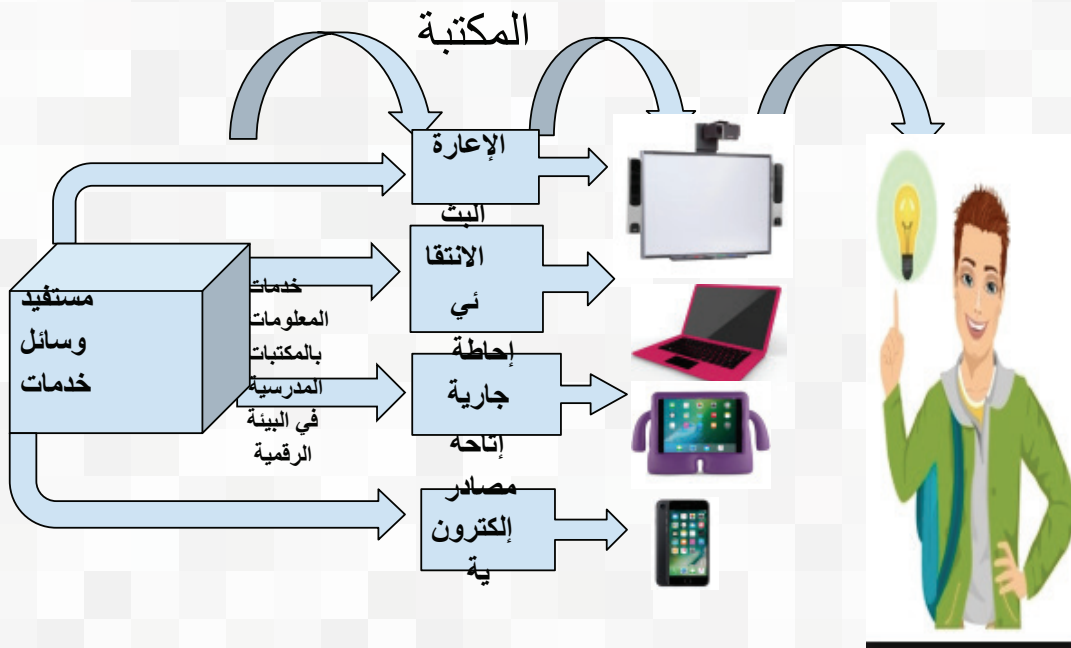 المكتبة
الإعارة
البث
الانتقا
ئي
إحاطة
جارية
إتاحة
مصادر
إلكترون
ية
خدمات
المعلومات
بالمكتبات
المدرسية
في البيئة
الرقمية
مستفيد
وسائل
خدمات